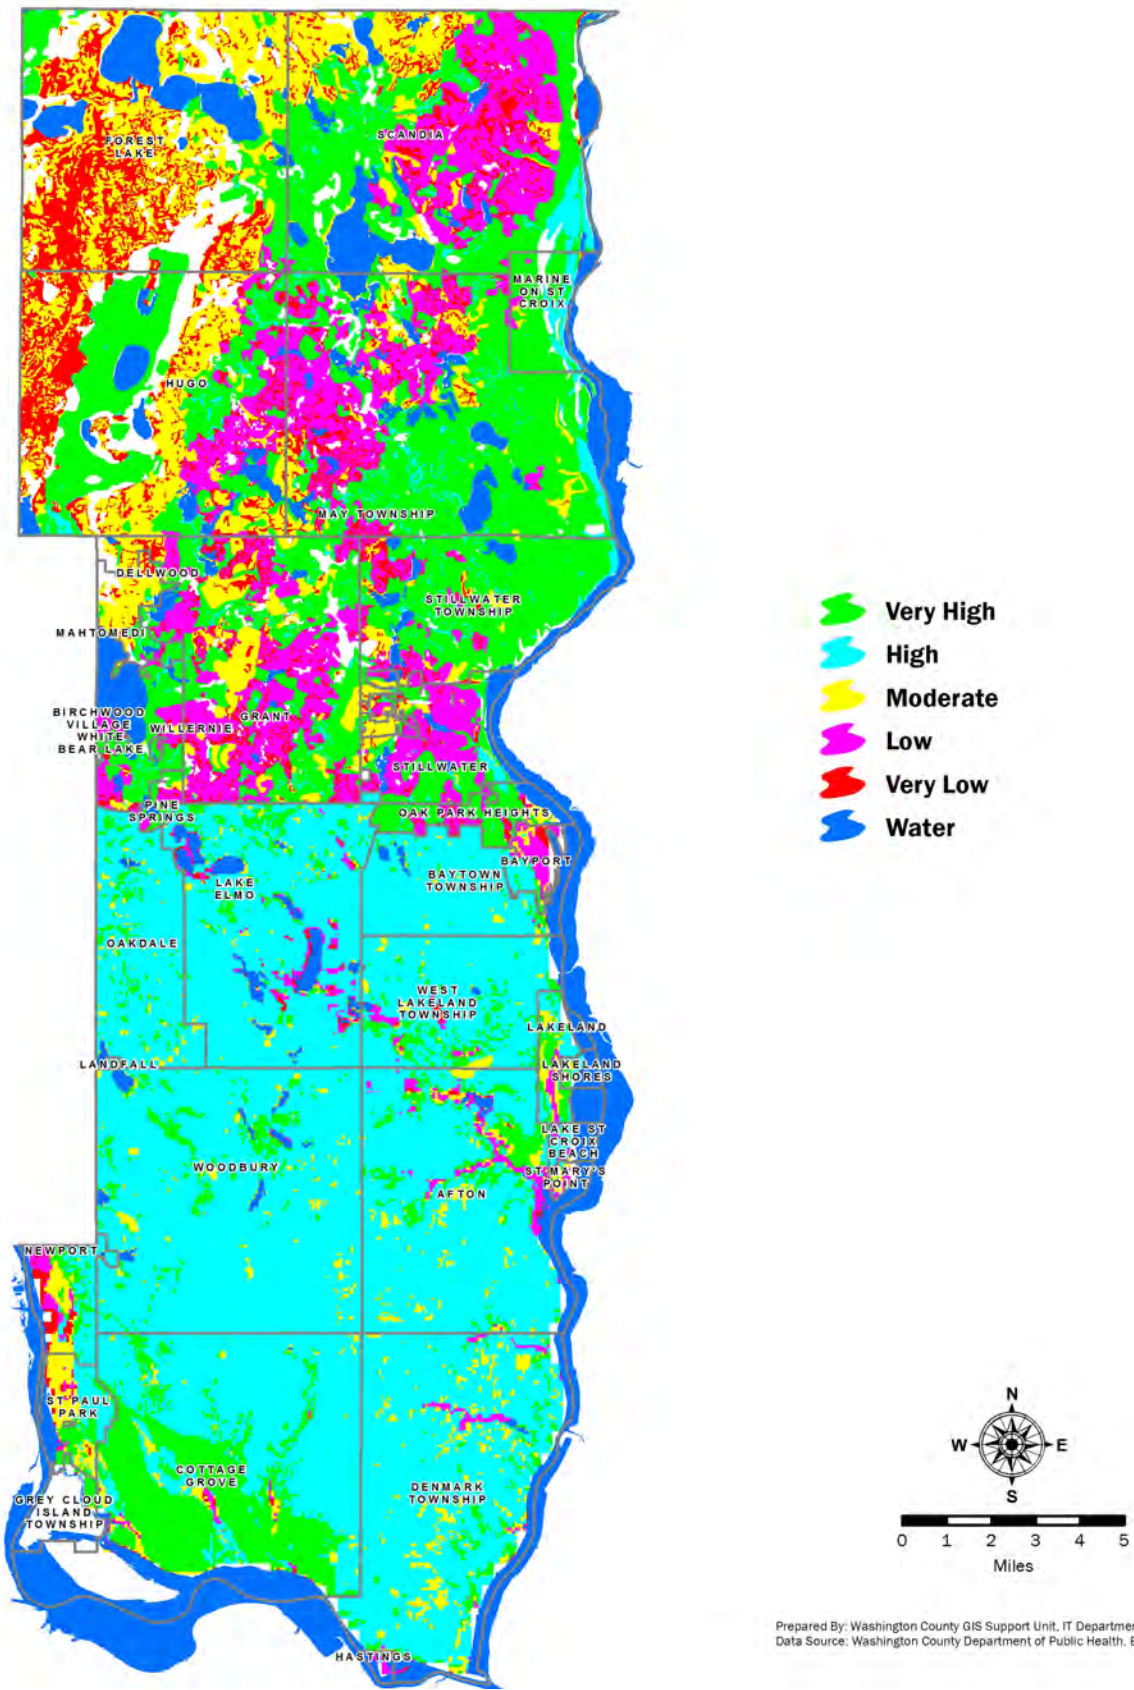 FOREST
LAKE
SCANDIA
MARINE
ON ST
CROIX
HUGO
MAY TOWNSHIP
DELLWOOD
STILLWATER
TOWNSHIP
MAHTOMEDI
BIRCHWOOD
VILLAGE
WHITE
BEAR LAKE
WILLERNIE
GRANT
STILLWATER
PINE
SPRINGS
OAK PARK HEIGHTS
BAYPORT
BAYTOWN
TOWNSHIP
LAKE
ELMO
OAKDALE
WEST
LAKELAND
TOWNSHIP
LAKELAND
LANDFALL
LAKELAND
SHORES
LAKE ST
CROIX
BEACH
WOODBURY
ST MARY'S
POINT
AFTON
NEWPORT
ST PAUL
PARK
COTTAGE
GROVE
GREY CLOUD
ISLAND
TOWNSHIP
DENMARK
TOWNSHIP
HASTINGS
Very High
High
Moderate
Low
Very Low
Water
N
W E
S
0 1 2 3 4 5
Miles
Prepared By: Washington County GIS Support Unit, IT Departme
Data Source: Washington County Department of Public Health. E